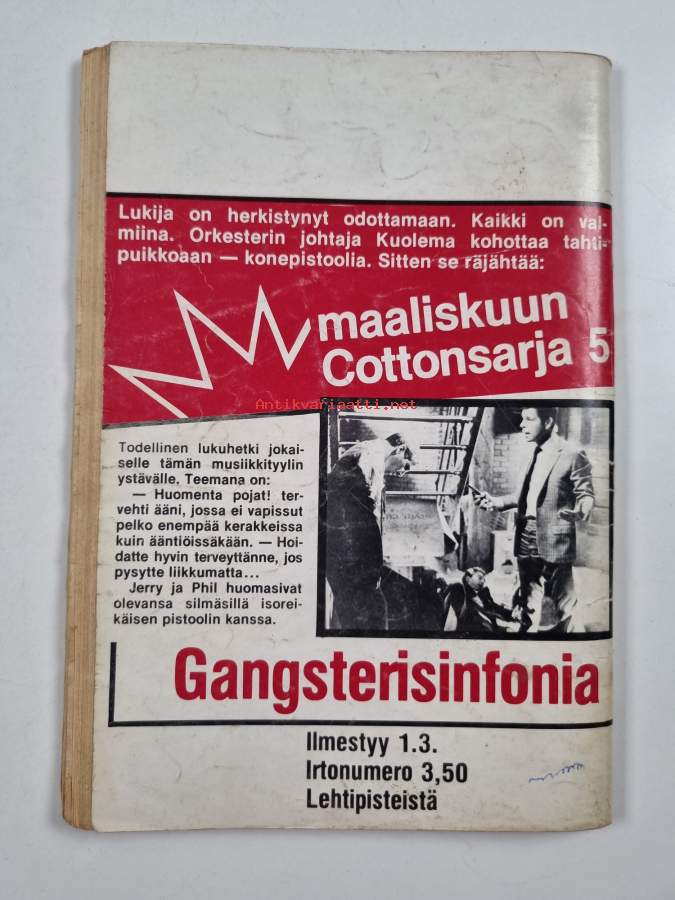 Lukija on herkistynyt odottamaan. Kaikki on val-
miina. Orkesterin johtaja Kuolema kohottaa tahti-
puikkoaan — konepistoolia. Sitten se räjähtää:
maaliskuun
Cottonsarja 5
Antikvariaatti.net
Todellinen lukuhetki jokai-
selle tämän musiikkityylin
ystävälle. Teemana on:
— Huomenta pojat! ter-
vehti ääni, jossa ei vapissut
pelko enempää kerakkeissa
kuin ääntiöissäkään. — Hoi-
datte hyvin terveyttänne, jos
pysytte liikkumatta...
Jerry ja Phil huomasivat
olevansa silmäsillä isorei-
käisen pistoolin kanssa.
Gangsterisinfonia
Ilmestyy 1.3.
Irtonumero 3,50
Lehtipisteistä